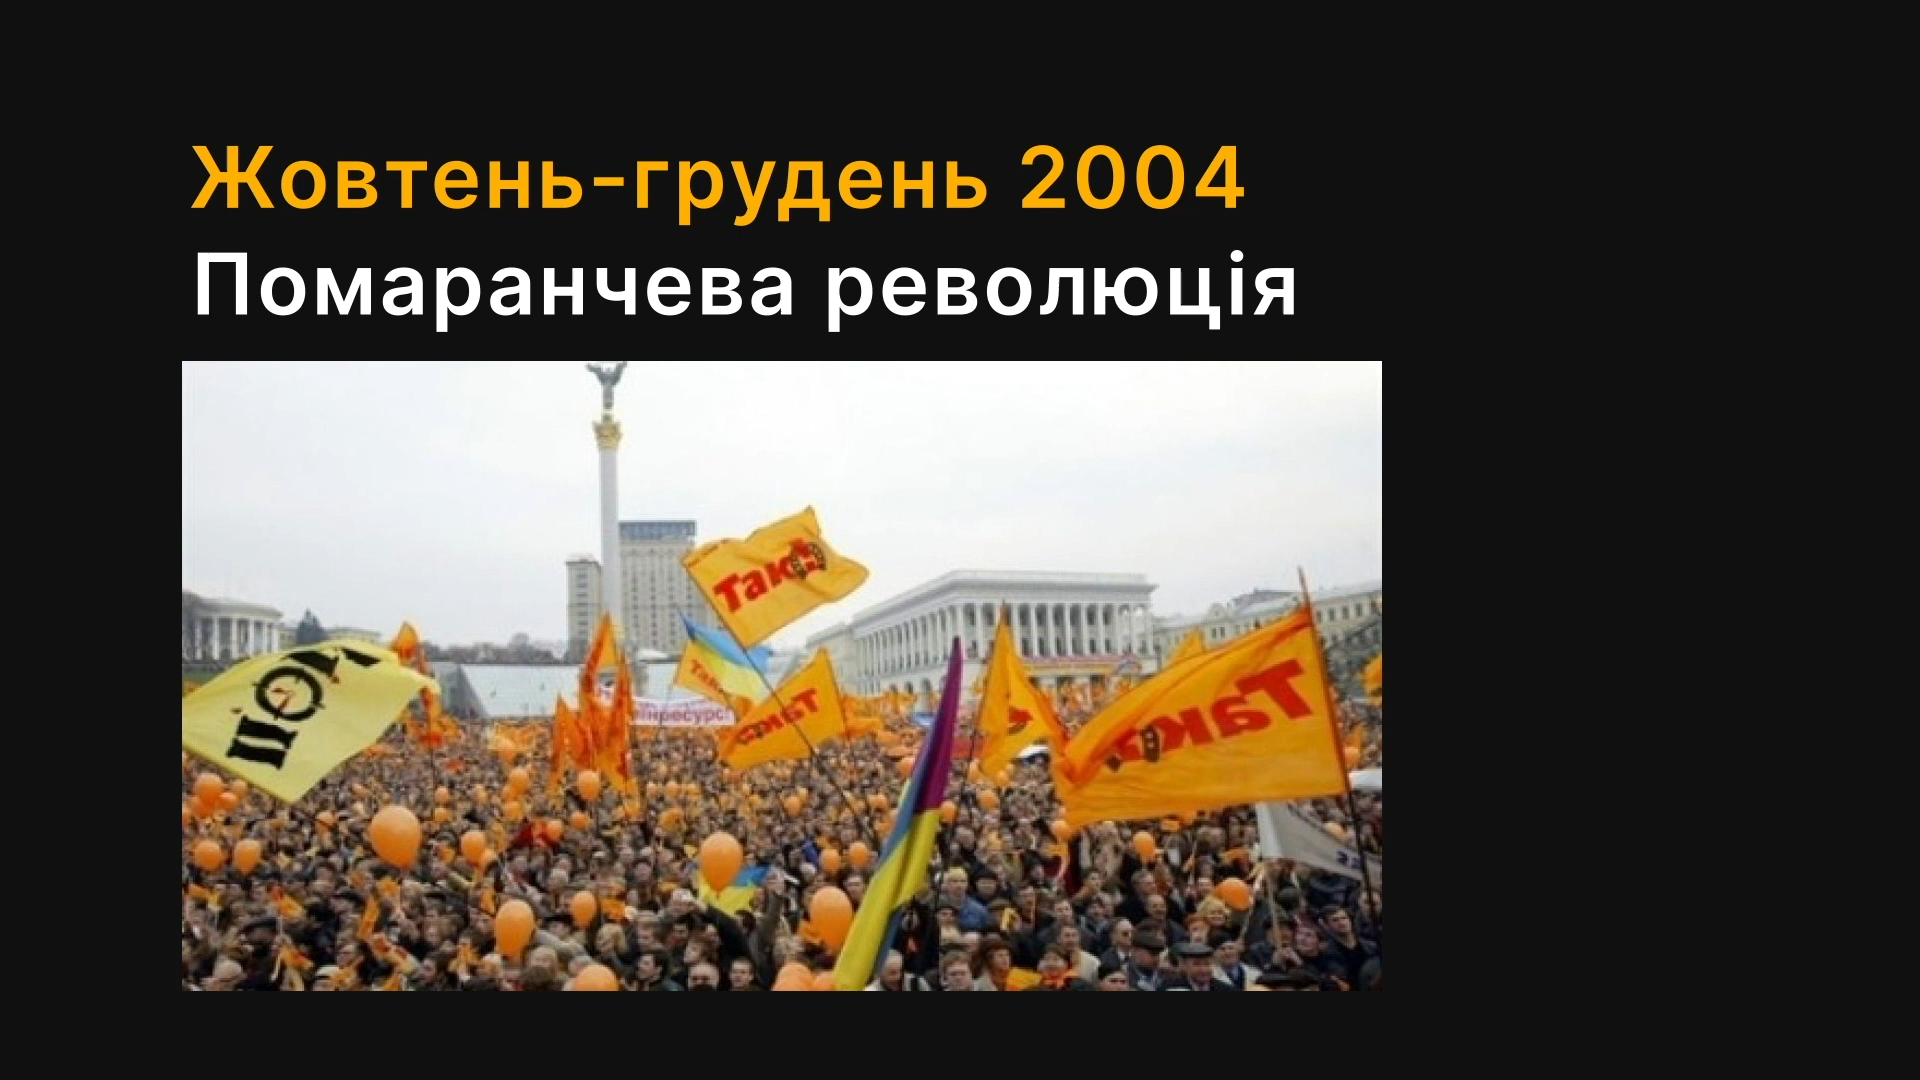 Жовтень-грудень 2004
Помаранчева революція
Так!
Так!
ПОРА
Так!
Так!